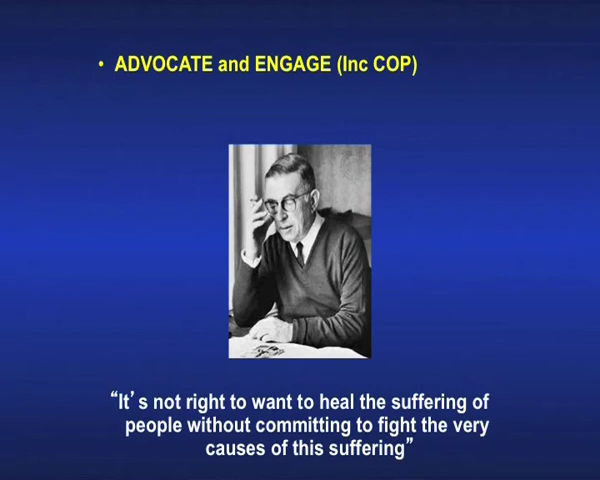 • ADVOCATE and ENGAGE (Inc COP)
“It’s not right to want to heal the suffering of
people without committing to fight the very
causes of this suffering”